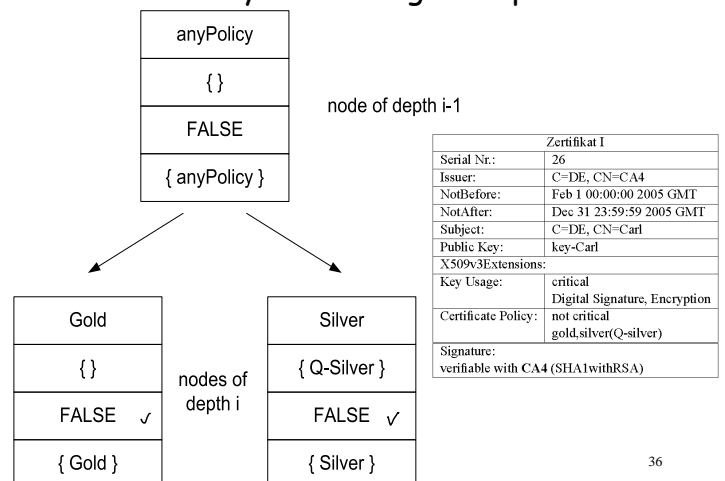 anyPolicy
{ }
FALSE
{ anyPolicy }
node of depth i-1
Zertifikat I
Serial Nr.: 26
Issuer: C=DE, CN=CA4
NotBefore: Feb 1 00:00:00 2005 GMT
NotAfter: Dec 31 23:59:59 2005 GMT
Subject: C=DE, CN=Carl
Public Key: key-Carl
X509v3Extensions:
Key Usage: critical
Digital Signature, Encryption
Certificate Policy: not critical
gold,silver(Q-silver)
Signature:
verifiable with CA4 (SHA1withRSA)
Gold
{ }
FALSE ✓
{ Gold }
nodes of
depth i
Silver
{ Q-Silver }
FALSE ✓
{ Silver }
36